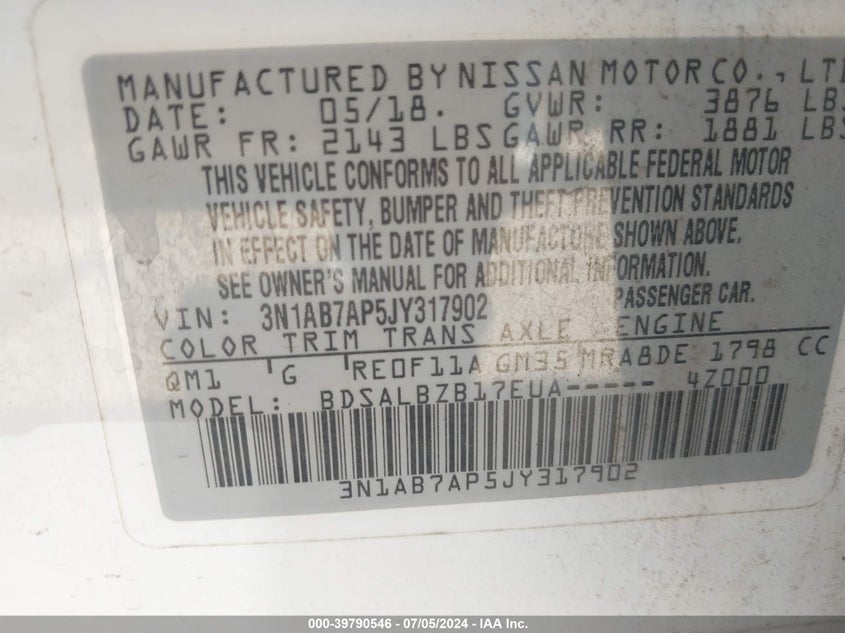 MANUFACTURED BY NISSAN MOTOR CO., LTD
DATE: 05/18. GVWR: 3876 LBS
GAWR FR: 2143 LBS GAWR RR: 1881 LBS
THIS VEHICLE CONFORMS TO ALL APPLICABLE FEDERAL MOTOR
VEHICLE SAFETY, BUMPER AND THEFT PREVENTION STANDARDS
IN EFFECT ON THE DATE OF MANUFACTURE SHOWN ABOVE.
SEE OWNER'S MANUAL FOR ADDITIONAL INFORMATION.
VIN: 3N1AB7AP5JY317902 PASSENGER CAR.
COLOR TRIM TRANS AXLE ENGINE
QM1 G RE0F11A GM35 MRA8DE 1798 CC
MODEL: BDSALBZB17EUA----- 4Z000
3N1AB7AP5JY317902
000-39790546 - 07/05/2024 - IAA, Inc.